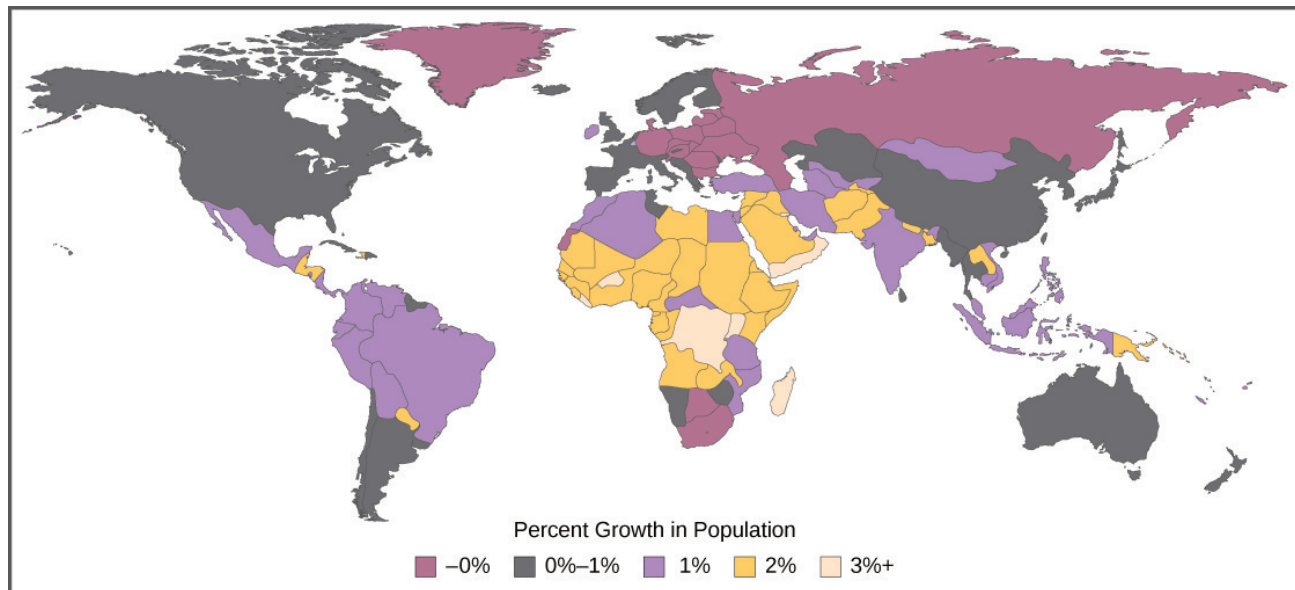 Percent Growth in Population
–0% 0%–1% 1% 2% 3%+